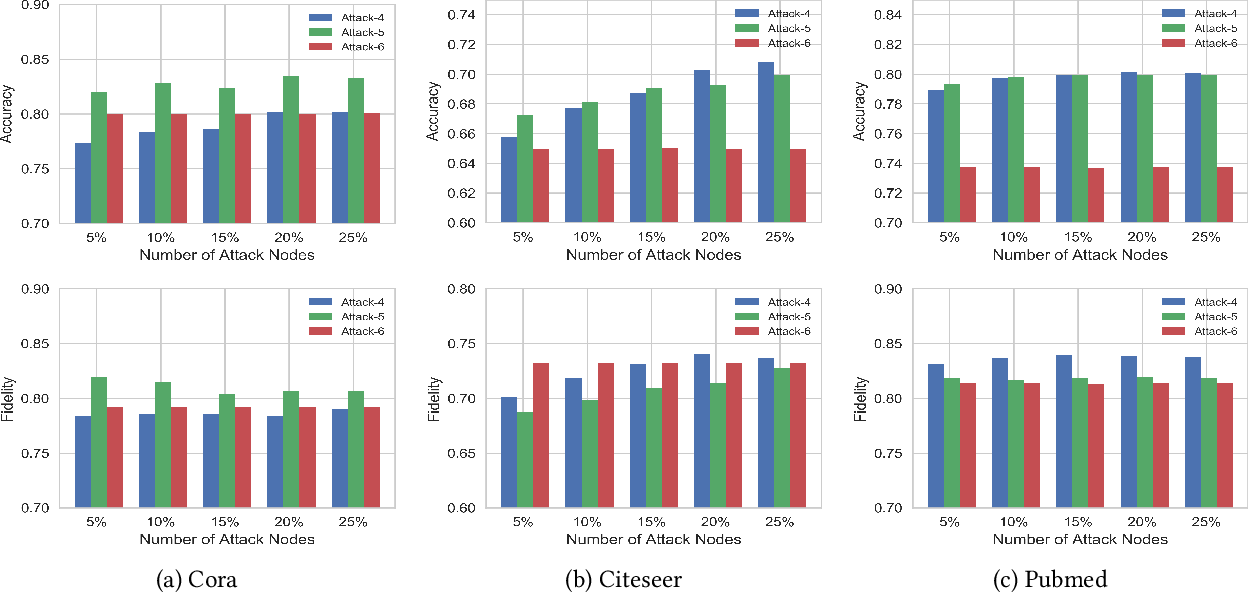 Accuracy
0.90
0.85
0.80
0.75
0.70
Attack-4
Attack-5
Attack-6
5% 10% 15% 20% 25%
Number of Attack Nodes
Accuracy
0.74
0.72
0.70
0.68
0.66
0.64
0.62
0.60
Attack-4
Attack-5
Attack-6
5% 10% 15% 20% 25%
Number of Attack Nodes
Accuracy
0.84
0.82
0.80
0.78
0.76
0.74
0.72
0.70
Attack-4
Attack-5
Attack-6
5% 10% 15% 20% 25%
Number of Attack Nodes
Fidelity
0.90
0.85
0.80
0.75
0.70
Attack-4
Attack-5
Attack-6
5% 10% 15% 20% 25%
Number of Attack Nodes
Fidelity
0.80
0.75
0.70
0.65
0.60
Attack-4
Attack-5
Attack-6
5% 10% 15% 20% 25%
Number of Attack Nodes
Fidelity
0.90
0.85
0.80
0.75
0.70
Attack-4
Attack-5
Attack-6
5% 10% 15% 20% 25%
Number of Attack Nodes
(a) Cora
(b) Citeseer
(c) Pubmed